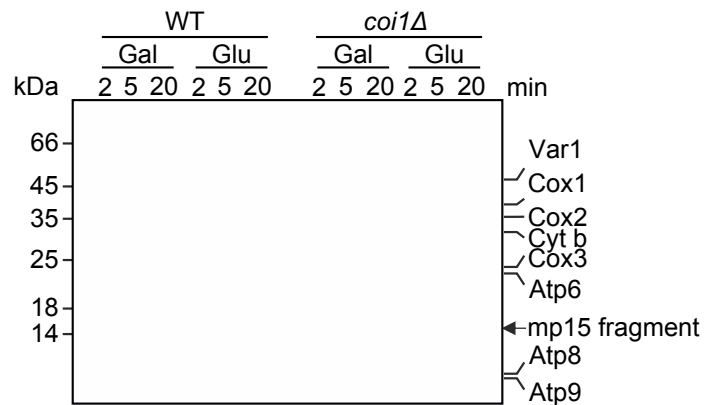 WT coi1Δ
Gal Glu Gal Glu
kDa 2 5 20 2 5 20 2 5 20 2 5 20 min
66
Var1
45
Cox1
35
Cox2
Cyt b
25
Cox3
Atp6
18
14
mp15 fragment
Atp8
Atp9